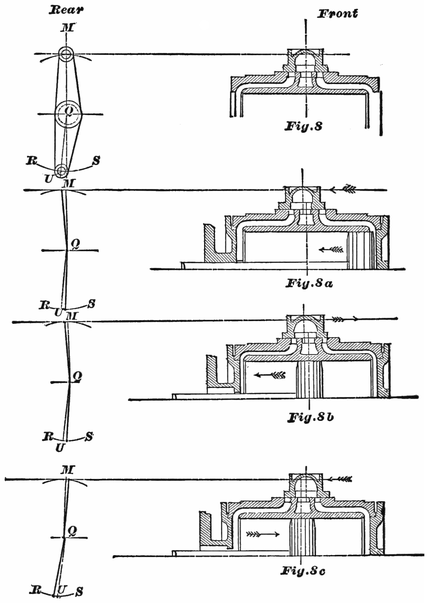 Rear Front
M
Q
Fig.8
R S
U M
Q
Fig.8a
R S
U M
Q
Fig.8b
R S
U
M
Q
Fig.8c
R U S